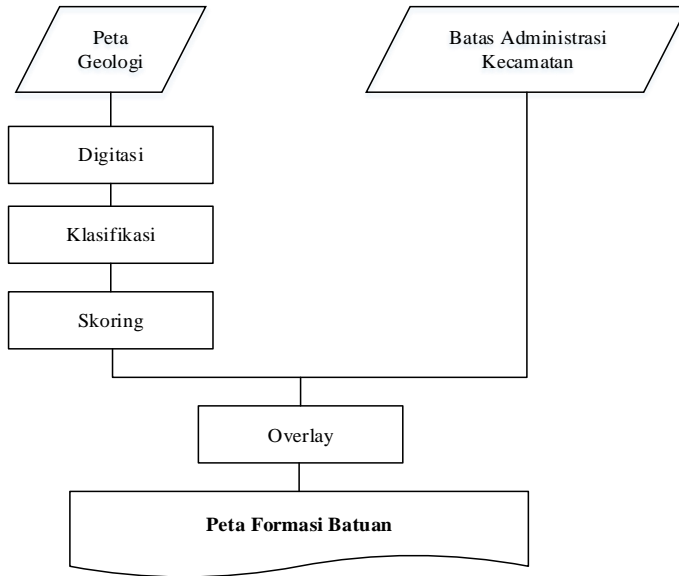 Peta
Geologi
Batas Administrasi
Kecamatan
Digitasi
Klasifikasi
Skoring
Overlay
Peta Formasi Batuan